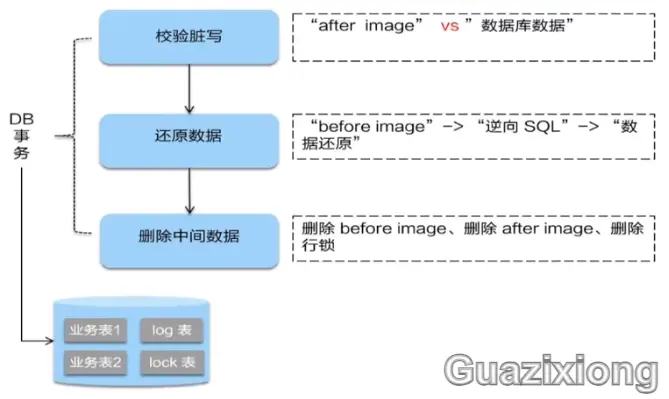 校验脏写
“after image” vs ”数据库数据”
DB
事
务
还原数据
“before image”–> “逆向 SQL”–> “数
据还原”
删除中间数据
删除 before image、删除 after image、删除
行锁
业务表1
log 表
业务表2
lock 表
Guazixiong